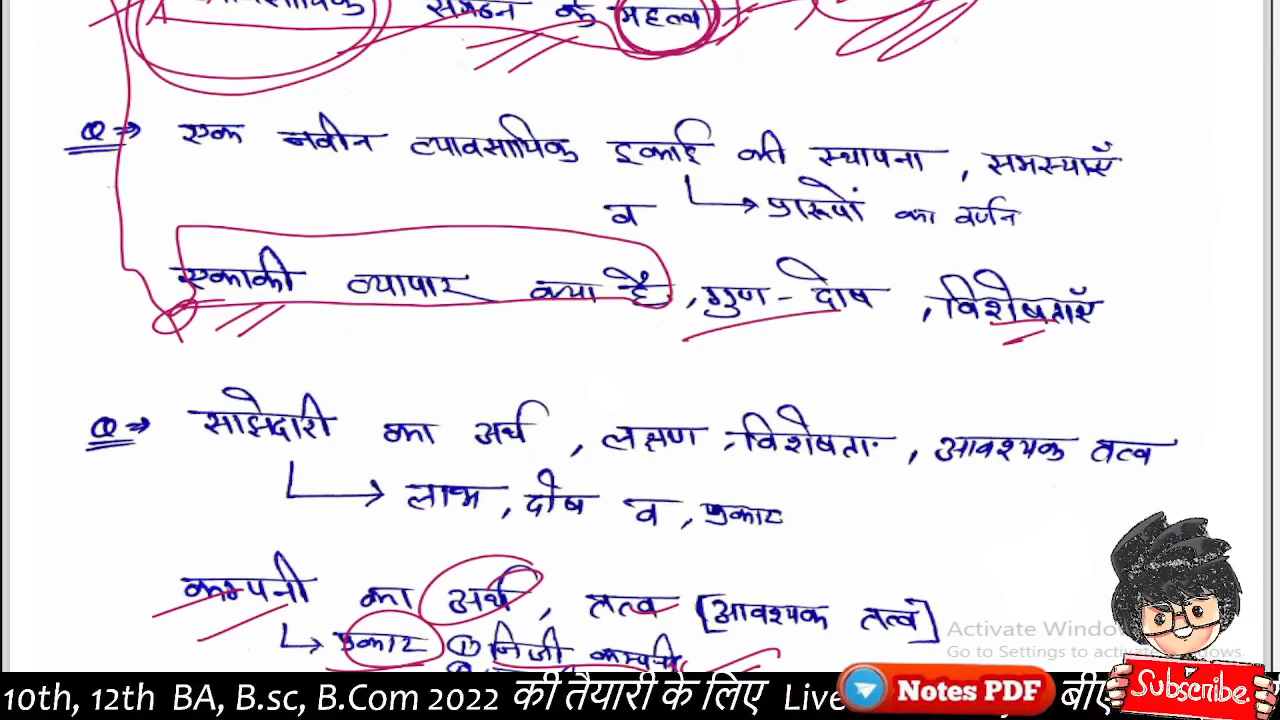 संगठन के महत्व
Q ⇒ एक नवीन व्यावसायिक इकाई की स्थापना , समस्याएँ
व ↳ प्रारूपों का वर्णन
एकाकी व्यापार क्या है , गुण - दोष , विशेषताएँ
Q ⇒ साझेदारी का अर्थ , लक्षण , विशेषता , आवश्यक तत्व
↳ लाभ , दोष व , प्रकार
कम्पनी का अर्थ , तत्व [आवश्यक तत्व]
↳ प्रकार ① निजी कम्पनी
Activate Windo
Go to Settings to activate Windows.
10th, 12th BA, B.sc, B.Com 2022 की तैयारी के लिए Live
Notes PDF
बीए
Subscribe